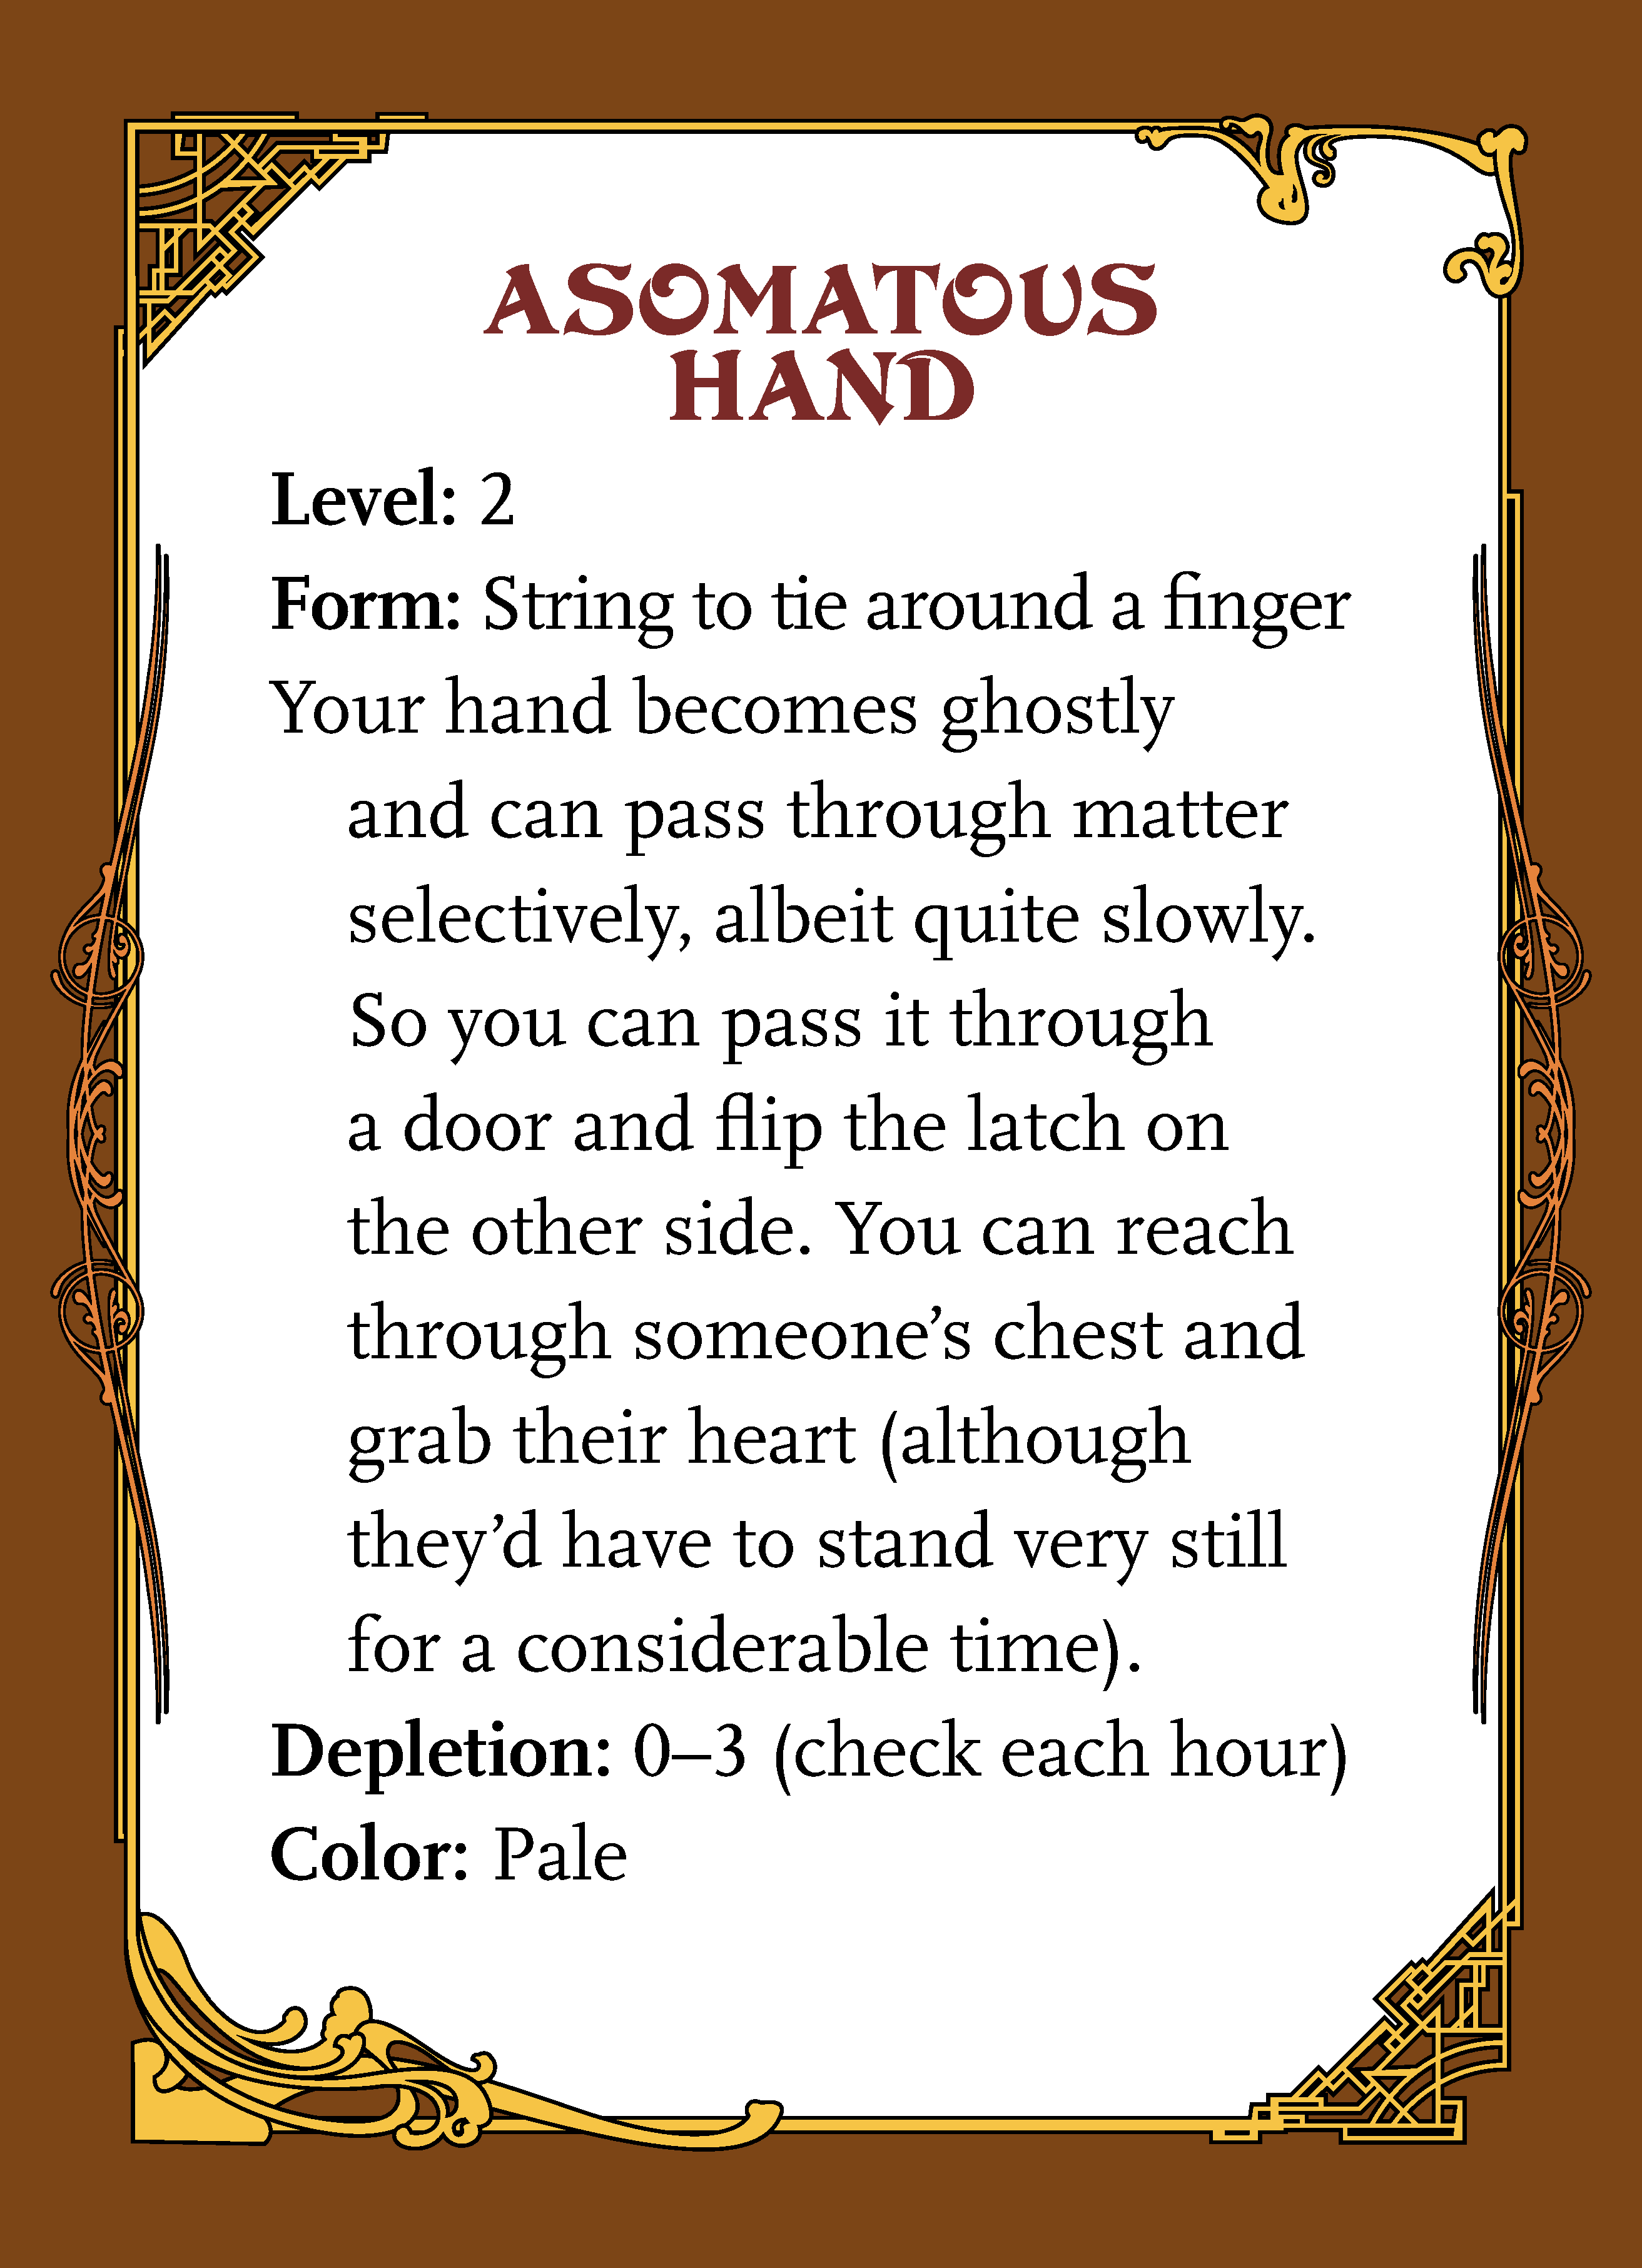 ASOMATOUS
HAND
Level: 2
Form: String to tie around a finger
Your hand becomes ghostly
and can pass through matter
selectively, albeit quite slowly.
So you can pass it through
a door and flip the latch on
the other side. You can reach
through someone’s chest and
grab their heart (although
they’d have to stand very still
for a considerable time).
Depletion: 0–3 (check each hour)
Color: Pale